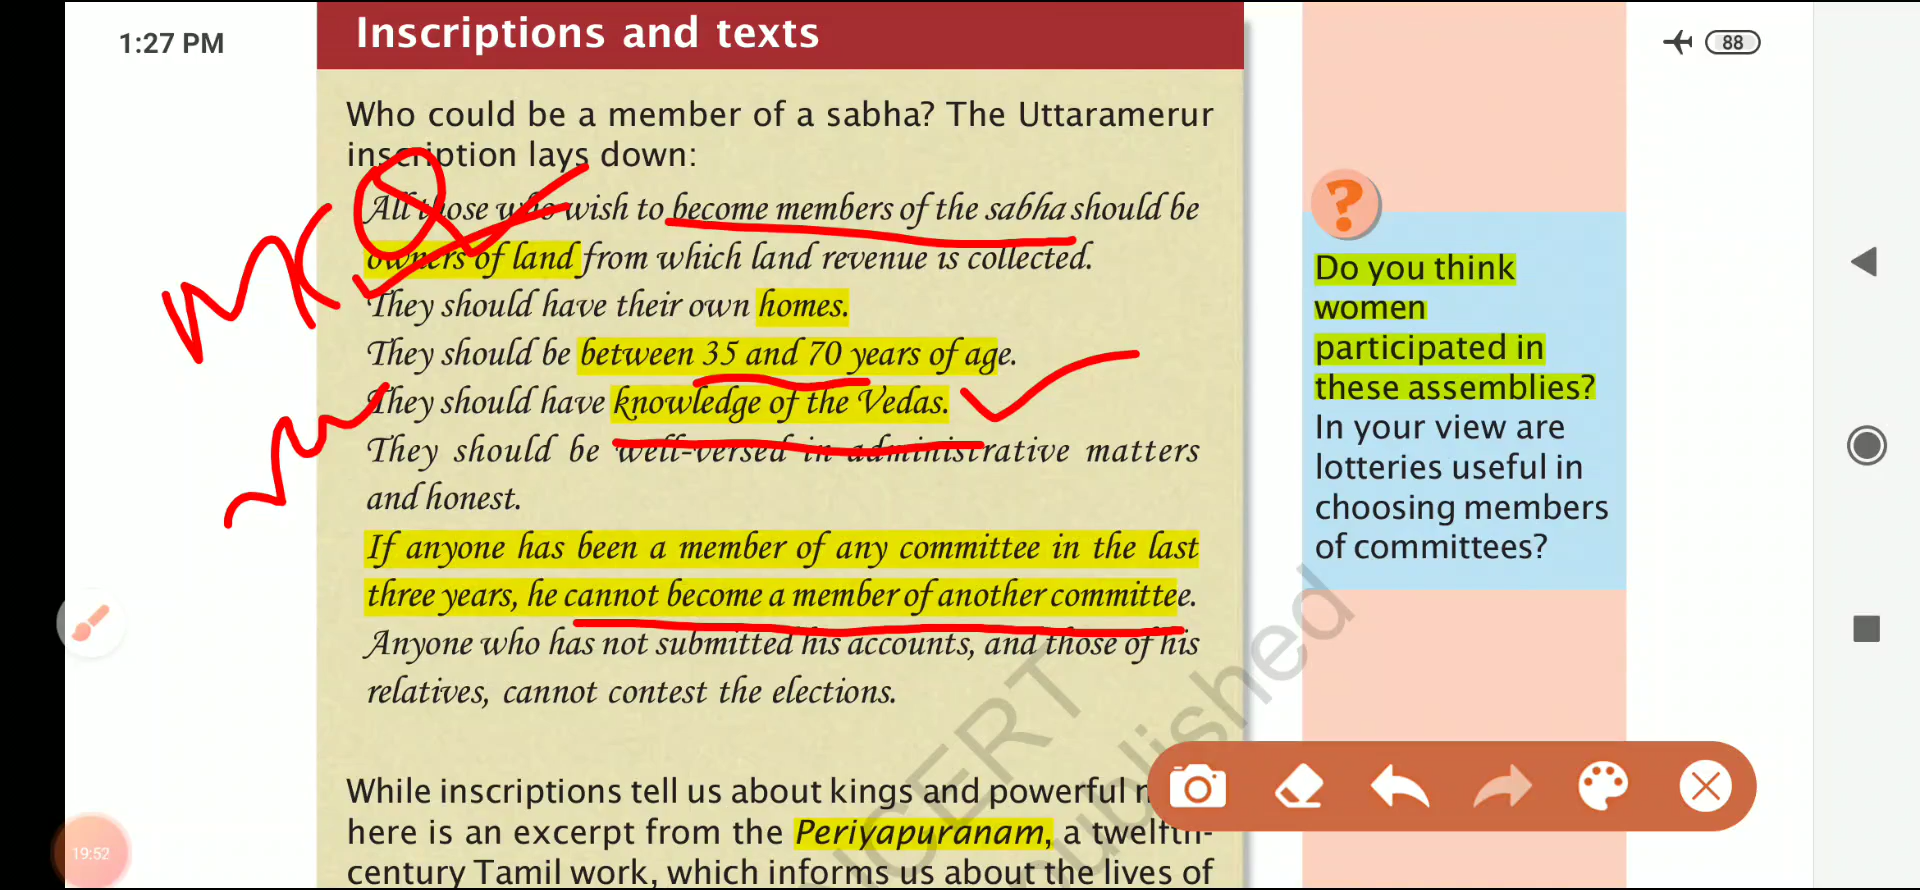 1:27 PM
88
Inscriptions and texts
Who could be a member of a sabha? The Uttaramerur
inscription lays down:
All those who wish to become members of the sabha should be
owners of land from which land revenue is collected.
They should have their own homes.
They should be between 35 and 70 years of age.
They should have knowledge of the Vedas.
They should be well-versed in administrative matters
and honest.
If anyone has been a member of any committee in the last
three years, he cannot become a member of another committee.
Anyone who has not submitted his accounts, and those of his
relatives, cannot contest the elections.
While inscriptions tell us about kings and powerful
here is an excerpt from the Periyapuranam, a twelfth-
century Tamil work, which informs us about the lives of
?
Do you think
women
participated in
these assemblies?
In your view are
lotteries useful in
choosing members
of committees?
MCQ
19:52